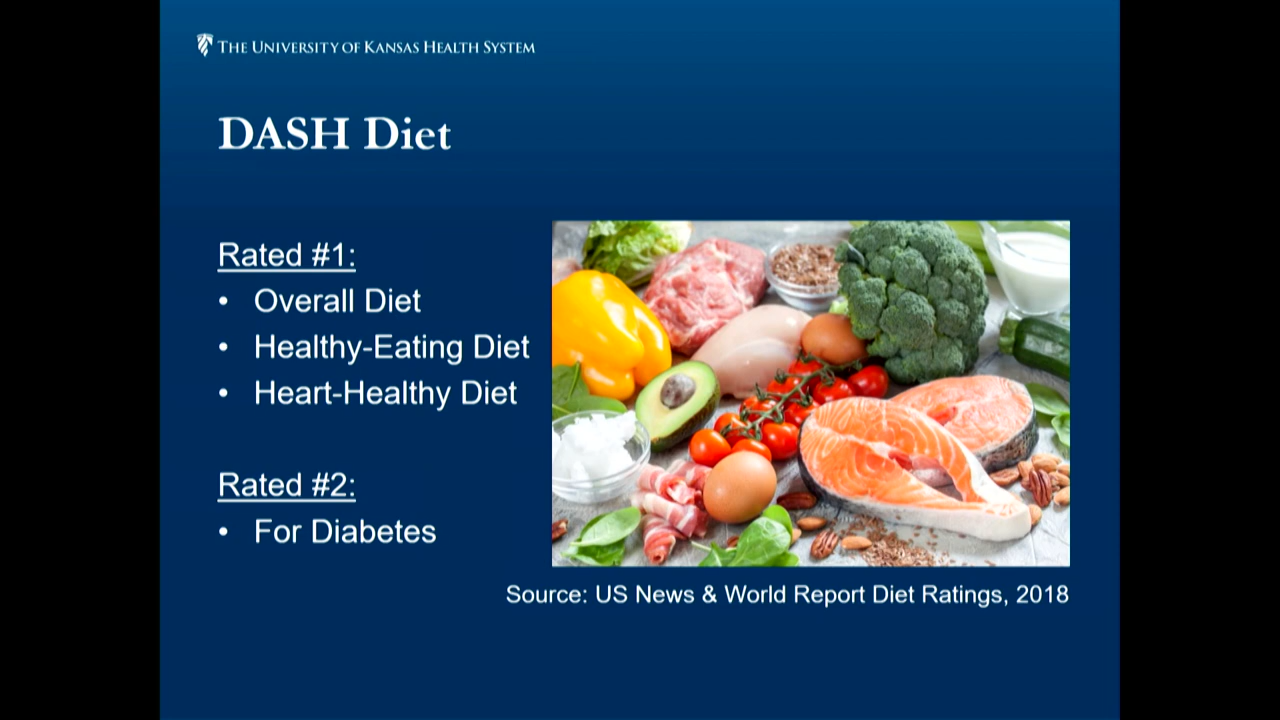 THE UNIVERSITY OF KANSAS HEALTH SYSTEM
DASH Diet
Rated #1:
• Overall Diet
• Healthy-Eating Diet
• Heart-Healthy Diet
Rated #2:
• For Diabetes
Source: US News & World Report Diet Ratings, 2018